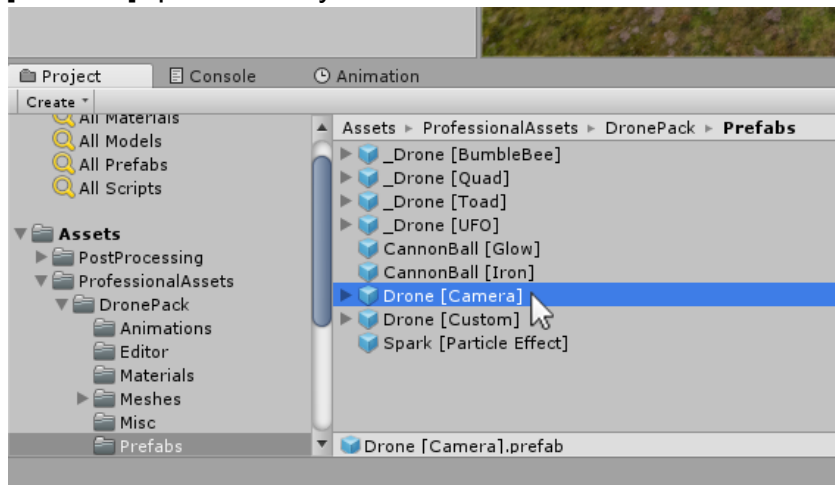 Project Console Animation
Create
All Materials
All Models
All Prefabs
All Scripts
Assets
PostProcessing
ProfessionalAssets
DronePack
Animations
Editor
Materials
Meshes
Misc
Prefabs
Assets ▸ ProfessionalAssets ▸ DronePack ▸ Prefabs
_Drone [BumbleBee]
_Drone [Quad]
_Drone [Toad]
_Drone [UFO]
CannonBall [Glow]
CannonBall [Iron]
Drone [Camera]
Drone [Custom]
Spark [Particle Effect]
Drone [Camera].prefab